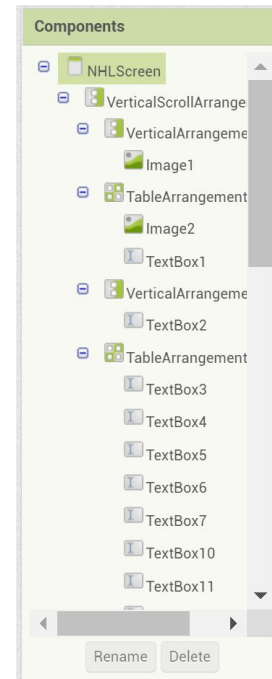 Components
NHLScreen
VerticalScrollArrange
VerticalArrangeme
Image1
TableArrangement
Image2
TextBox1
VerticalArrangeme
TextBox2
TableArrangement
TextBox3
TextBox4
TextBox5
TextBox6
TextBox7
TextBox10
TextBox11
Rename Delete